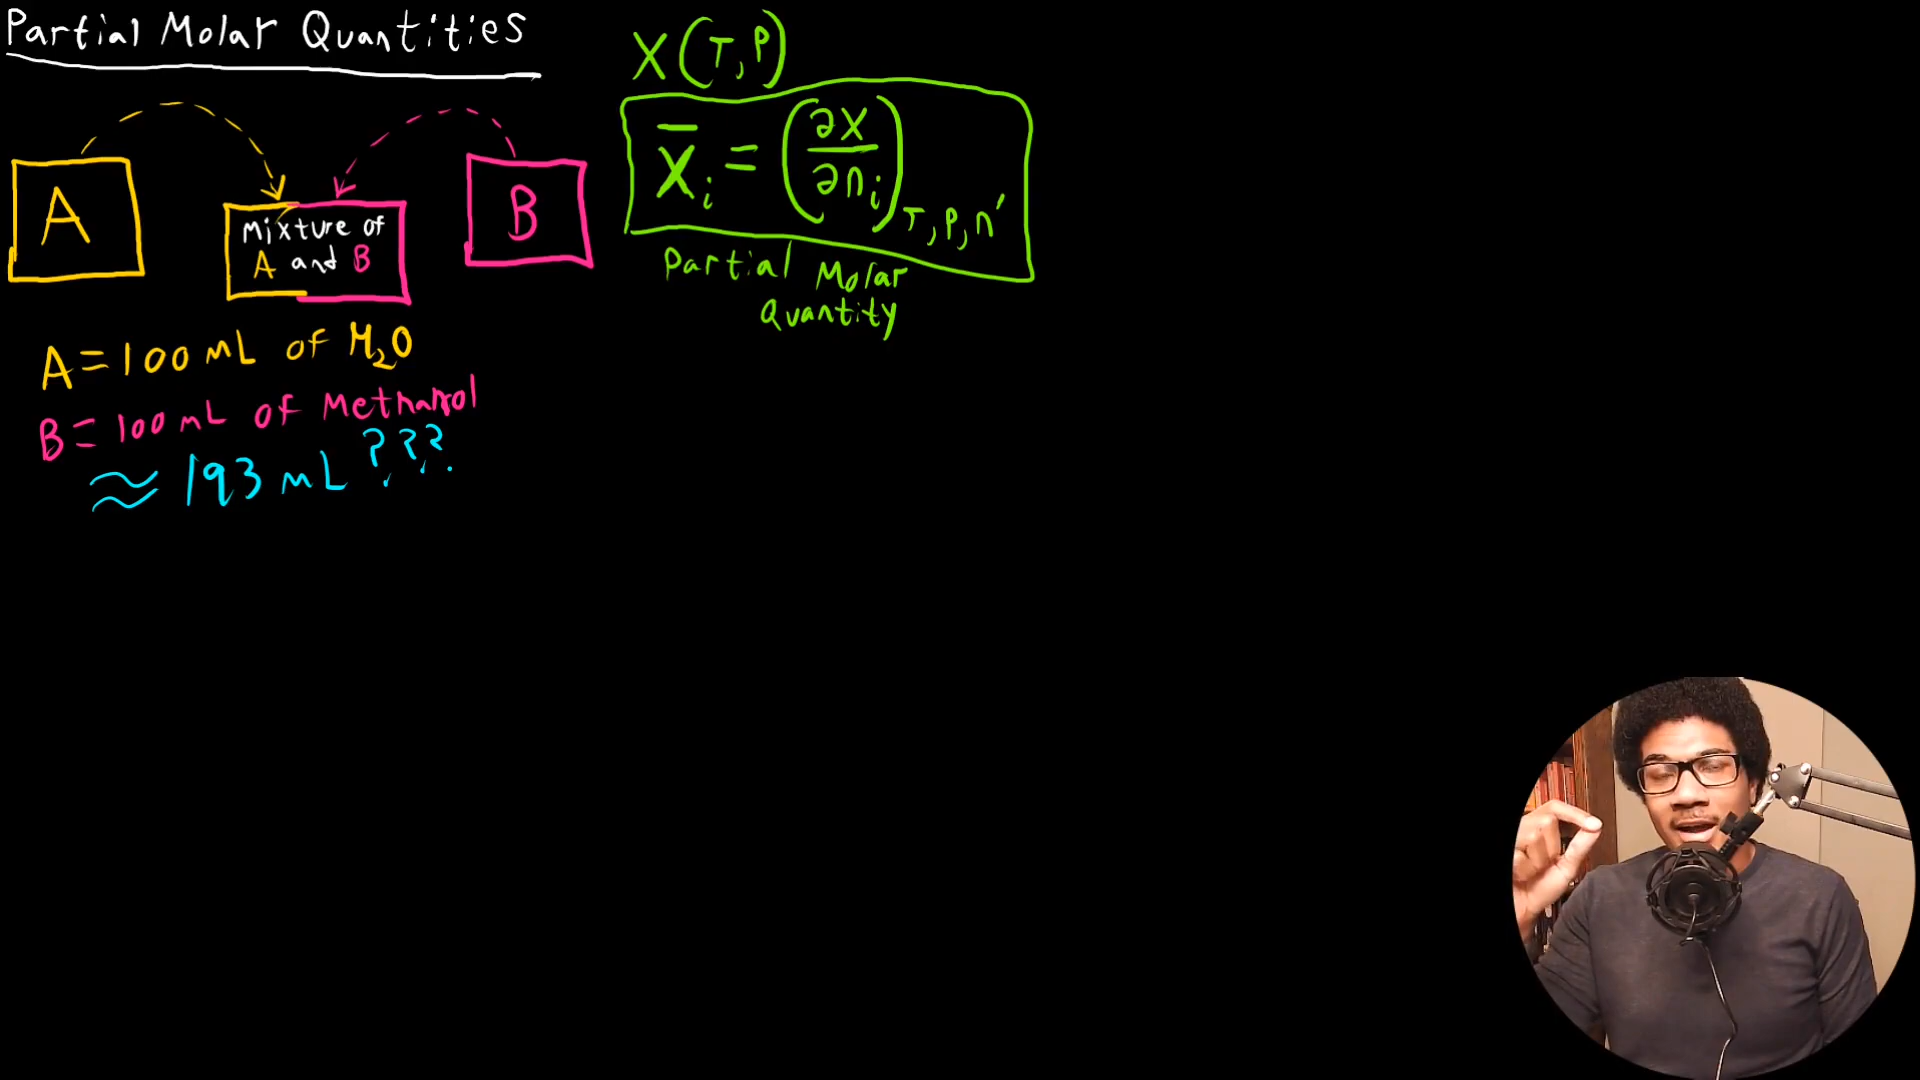 Partial Molar Quantities
A
B
Mixture of
A and B
A = 100 mL of H₂O
B = 100 mL of Methanol
≈ 193 mL ???
X(T,P)
X̄ᵢ = (∂X/∂nᵢ)T,P,n′
Partial Molar
Quantity